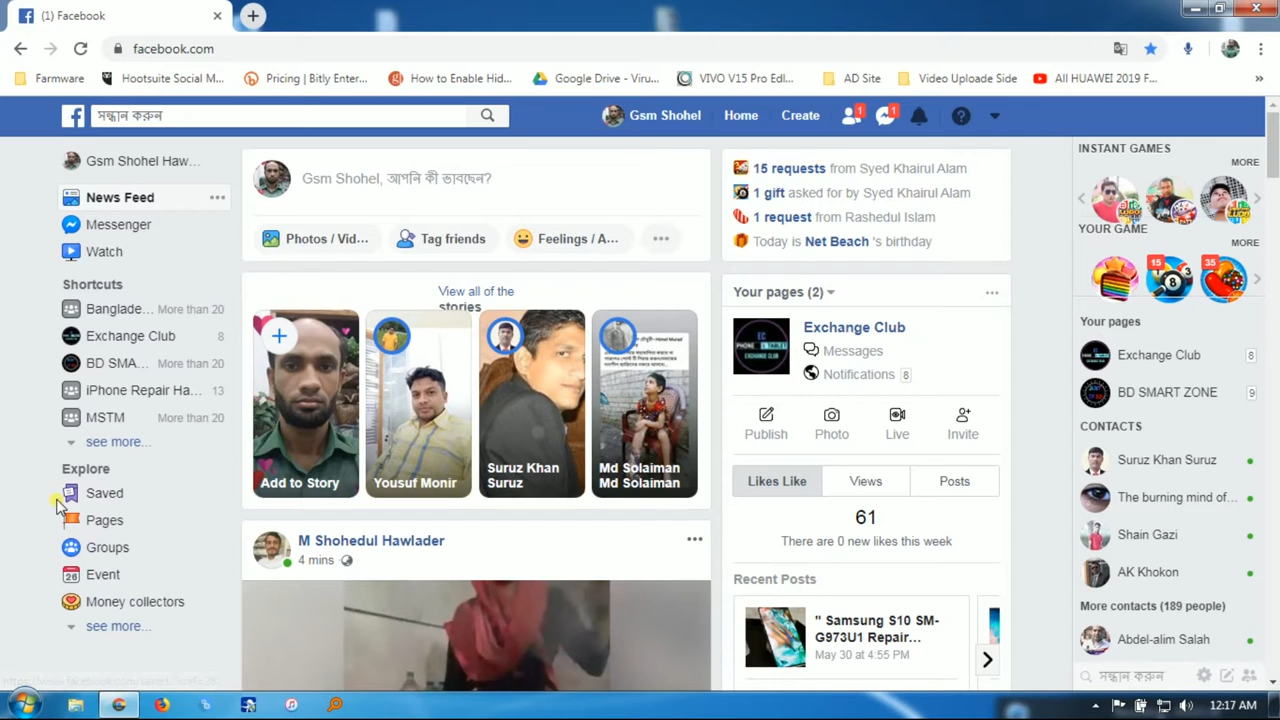 (1) Facebook
facebook.com
Farmware
Hootsuite Social M...
Pricing | Bitly Enter...
How to Enable Hid...
Google Drive - Viru...
VIVO V15 Pro Edl...
AD Site
Video Uploade Side
All HUAWEI 2019 F...
»
সন্ধান করুন
Gsm Shohel
Home
Create
1
1
Gsm Shohel Haw...
News Feed
Messenger
Watch
Shortcuts
Banglade... More than 20
Exchange Club 8
BD SMA... More than 20
iPhone Repair Ha... 13
MSTM More than 20
see more...
Explore
Saved
Pages
Groups
26 Event
Money collectors
see more...
Gsm Shohel, আপনি কী ভাবছেন?
Photos / Vid...
Tag friends
Feelings / A...
View all of the
stories
Add to Story
Yousuf Monir
Suruz Khan
Suruz
Md Solaiman
Md Solaiman
M Shohedul Hawlader
4 mins
15 requests from Syed Khairul Alam
1 gift asked for by Syed Khairul Alam
1 request from Rashedul Islam
Today is Net Beach 's birthday
Your pages (2)
Exchange Club
Messages
Notifications 8
Publish
Photo
Live
Invite
Likes Like
Views
Posts
61
There are 0 new likes this week
Recent Posts
" Samsung S10 SM-
G973U1 Repair...
May 30 at 4:55 PM
INSTANT GAMES
MORE
YOUR GAME
MORE
15
35
Your pages
Exchange Club 8
BD SMART ZONE 9
CONTACTS
Suruz Khan Suruz
The burning mind of...
Shain Gazi
AK Khokon
More contacts (189 people)
Abdel-alim Salah
সন্ধান করুন
12:17 AM